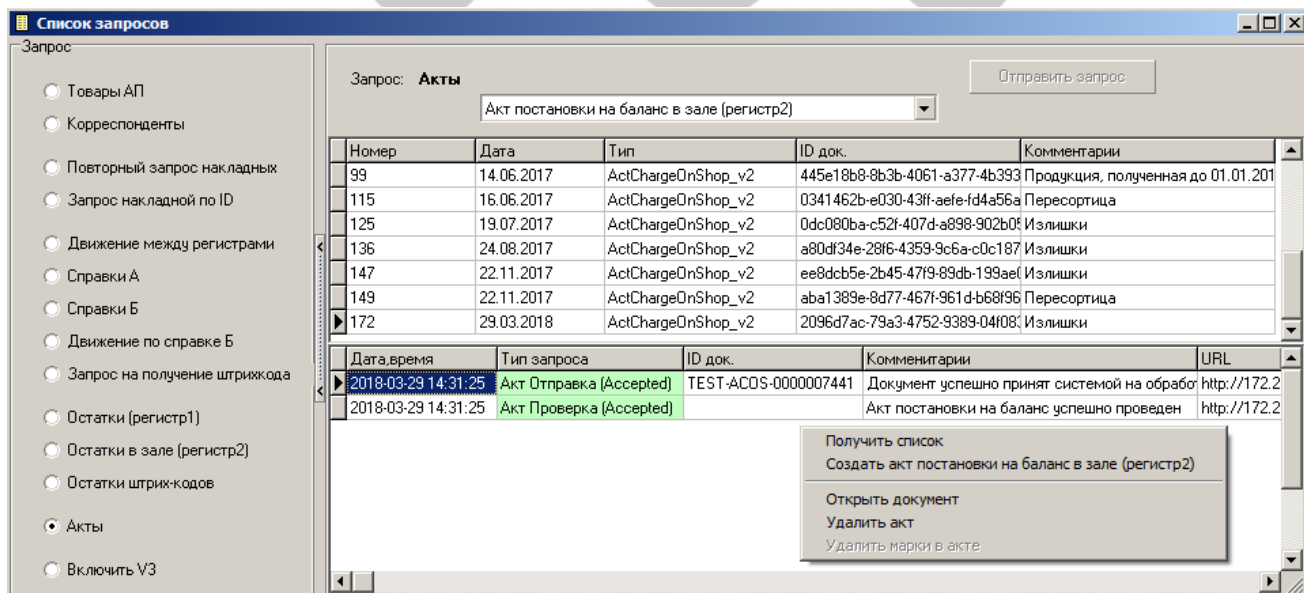 Список запросов
Запрос
Товары АП
Корреспонденты
Повторный запрос накладных
Запрос накладной по ID
Движение между регистрами
Справки А
Справки Б
Движение по справке Б
Запрос на получение штрихкода
Остатки (регистр1)
Остатки в зале (регистр2)
Остатки штрих-кодов
Акты
Включить V3
Запрос: Акты
Отправить запрос
Акт постановки на баланс в зале (регистр2)
Номер Дата Тип ID док. Комментарии
99 14.06.2017 ActChargeOnShop_v2 445e18b8-8b3b-4061-a377-4b393 Продукция, полученная до 01.01.201
115 16.06.2017 ActChargeOnShop_v2 0341462b-e030-43ff-aefe-fd4a56a Пересортица
125 19.07.2017 ActChargeOnShop_v2 0dc080ba-c52f-407d-a898-902b05 Излишки
136 24.08.2017 ActChargeOnShop_v2 a80df34e-28f6-4359-9c6a-c0c187 Излишки
147 22.11.2017 ActChargeOnShop_v2 ee8dcb5e-2b45-47f9-89db-199ae0 Излишки
149 22.11.2017 ActChargeOnShop_v2 aba1389e-8d77-467f-961d-b68f96 Пересортица
172 29.03.2018 ActChargeOnShop_v2 2096d7ac-79a3-4752-9389-04f083 Излишки
Дата,время Тип запроса ID док. Комменитарии URL
2018-03-29 14:31:25 Акт Отправка (Accepted) TEST-ACOS-0000007441 Документ успешно принят системой на обработ http://172.2
2018-03-29 14:31:25 Акт Проверка (Accepted) Акт постановки на баланс успешно проведен http://172.2
Получить список
Создать акт постановки на баланс в зале (регистр2)
Открыть документ
Удалить акт
Удалить марки в акте